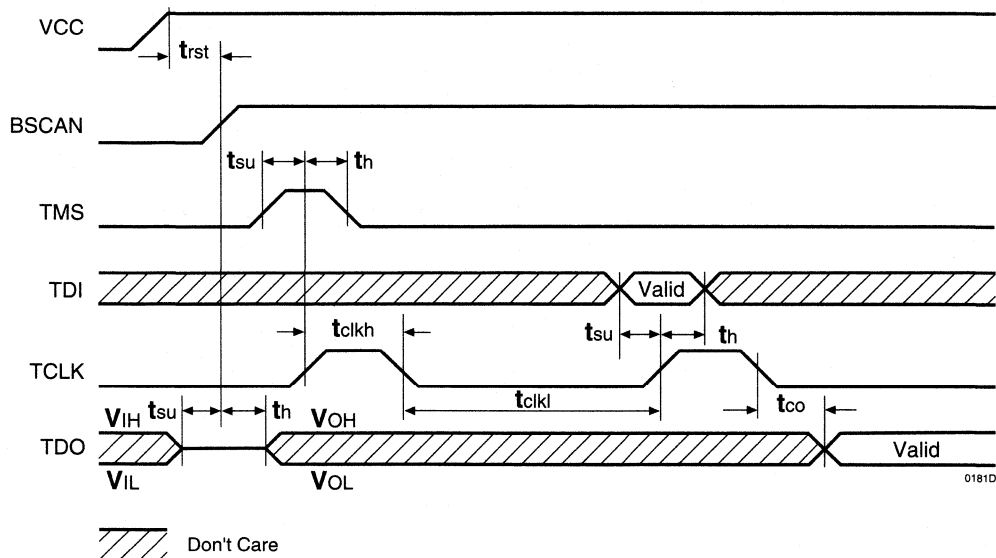 VCC
trst
BSCAN
tsu
th
TMS
TDI
Valid
tclkh
tsu
th
TCLK
tclkl
tco
tsu
th
VIH
VOH
TDO
Valid
VIL
VOL
0181D
Don't Care